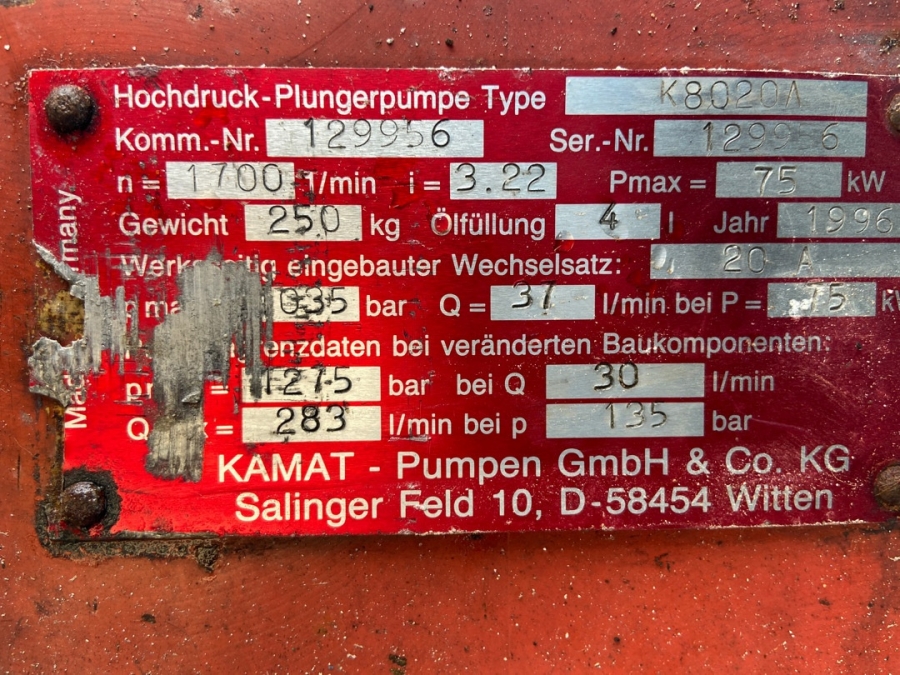 Hochdruck-Plungerpumpe Type K8020A
Komm.-Nr. 129956 Ser.-Nr.
n = 1700 1/min i = 3.22 Pmax = 75 kW
Gewicht 250 kg Ölfüllung 4 l Jahr 1996
eingebauter Wechselsatz: 20 A
bar Q = 37 l/min bei P = 75
bei veränderten Baukomponenten:
= 1275 bar bei Q 30 l/min
= 283 l/min bei p 135 bar
KAMAT - Pumpen GmbH & Co. KG
Salinger Feld 10, D-58454 Witten